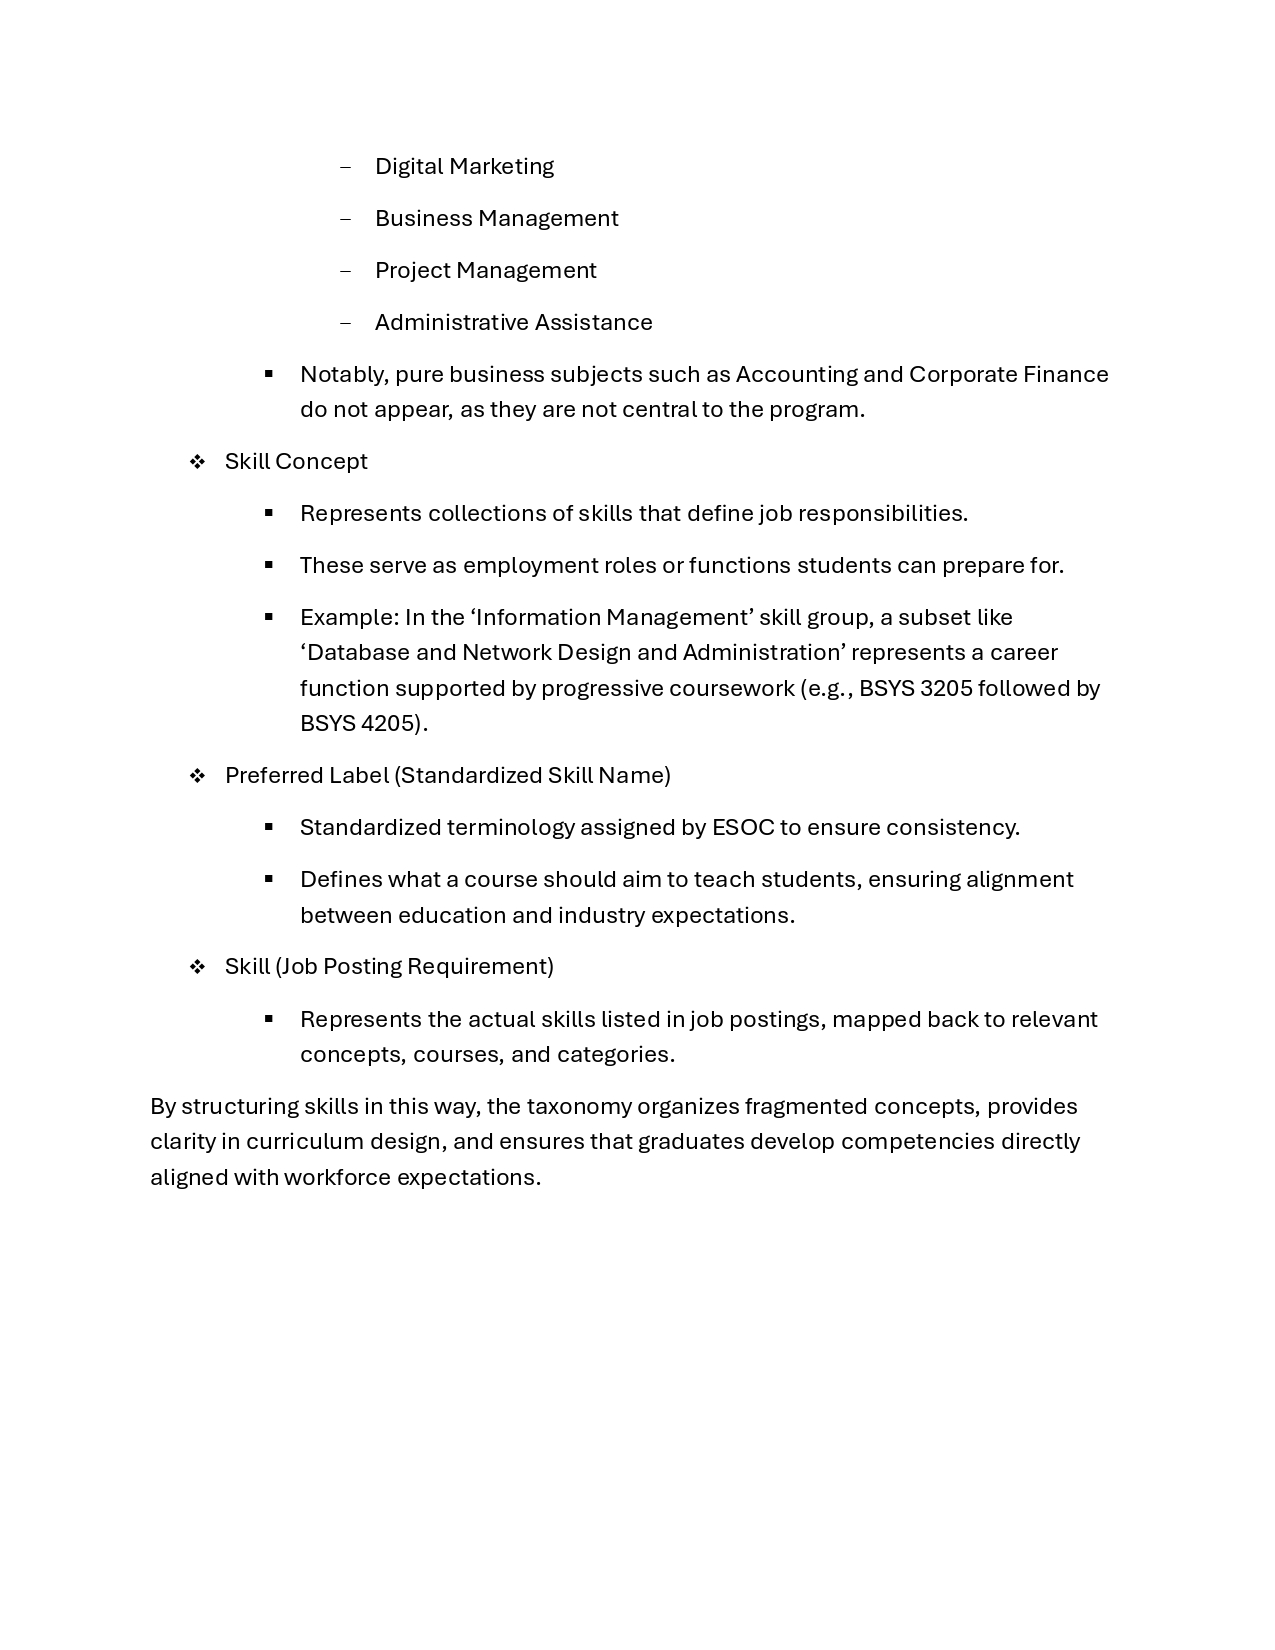 – Digital Marketing
– Business Management
– Project Management
– Administrative Assistance
▪ Notably, pure business subjects such as Accounting and Corporate Finance
do not appear, as they are not central to the program.
❖ Skill Concept
▪ Represents collections of skills that define job responsibilities.
▪ These serve as employment roles or functions students can prepare for.
▪ Example: In the ‘Information Management’ skill group, a subset like
‘Database and Network Design and Administration’ represents a career
function supported by progressive coursework (e.g., BSYS 3205 followed by
BSYS 4205).
❖ Preferred Label (Standardized Skill Name)
▪ Standardized terminology assigned by ESOC to ensure consistency.
▪ Defines what a course should aim to teach students, ensuring alignment
between education and industry expectations.
❖ Skill (Job Posting Requirement)
▪ Represents the actual skills listed in job postings, mapped back to relevant
concepts, courses, and categories.
By structuring skills in this way, the taxonomy organizes fragmented concepts, provides
clarity in curriculum design, and ensures that graduates develop competencies directly
aligned with workforce expectations.